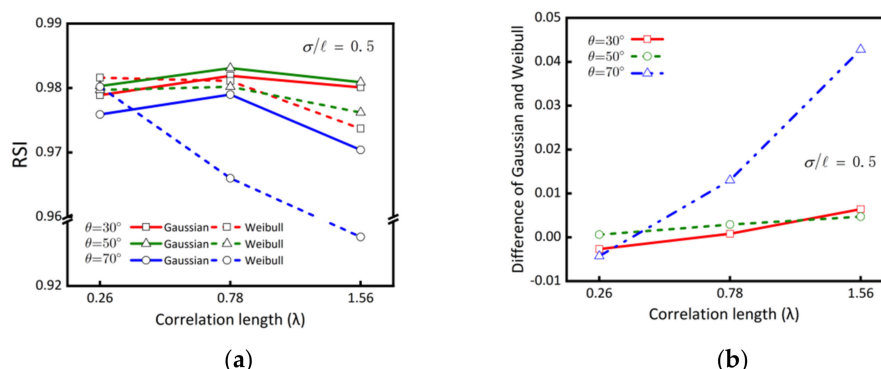 0.99
0.98
0.97
0.96
0.92
RSI
σ/ℓ = 0.5
θ=30° Gaussian Weibull
θ=50° Gaussian Weibull
θ=70° Gaussian Weibull
0.26 0.78 1.56
Correlation length (λ)
(a)
0.05
0.04
0.03
0.02
0.01
0.00
-0.01
Difference of Gaussian and Weibull
θ=30°
θ=50°
θ=70°
σ/ℓ = 0.5
0.26 0.78 1.56
Correlation length (λ)
(b)